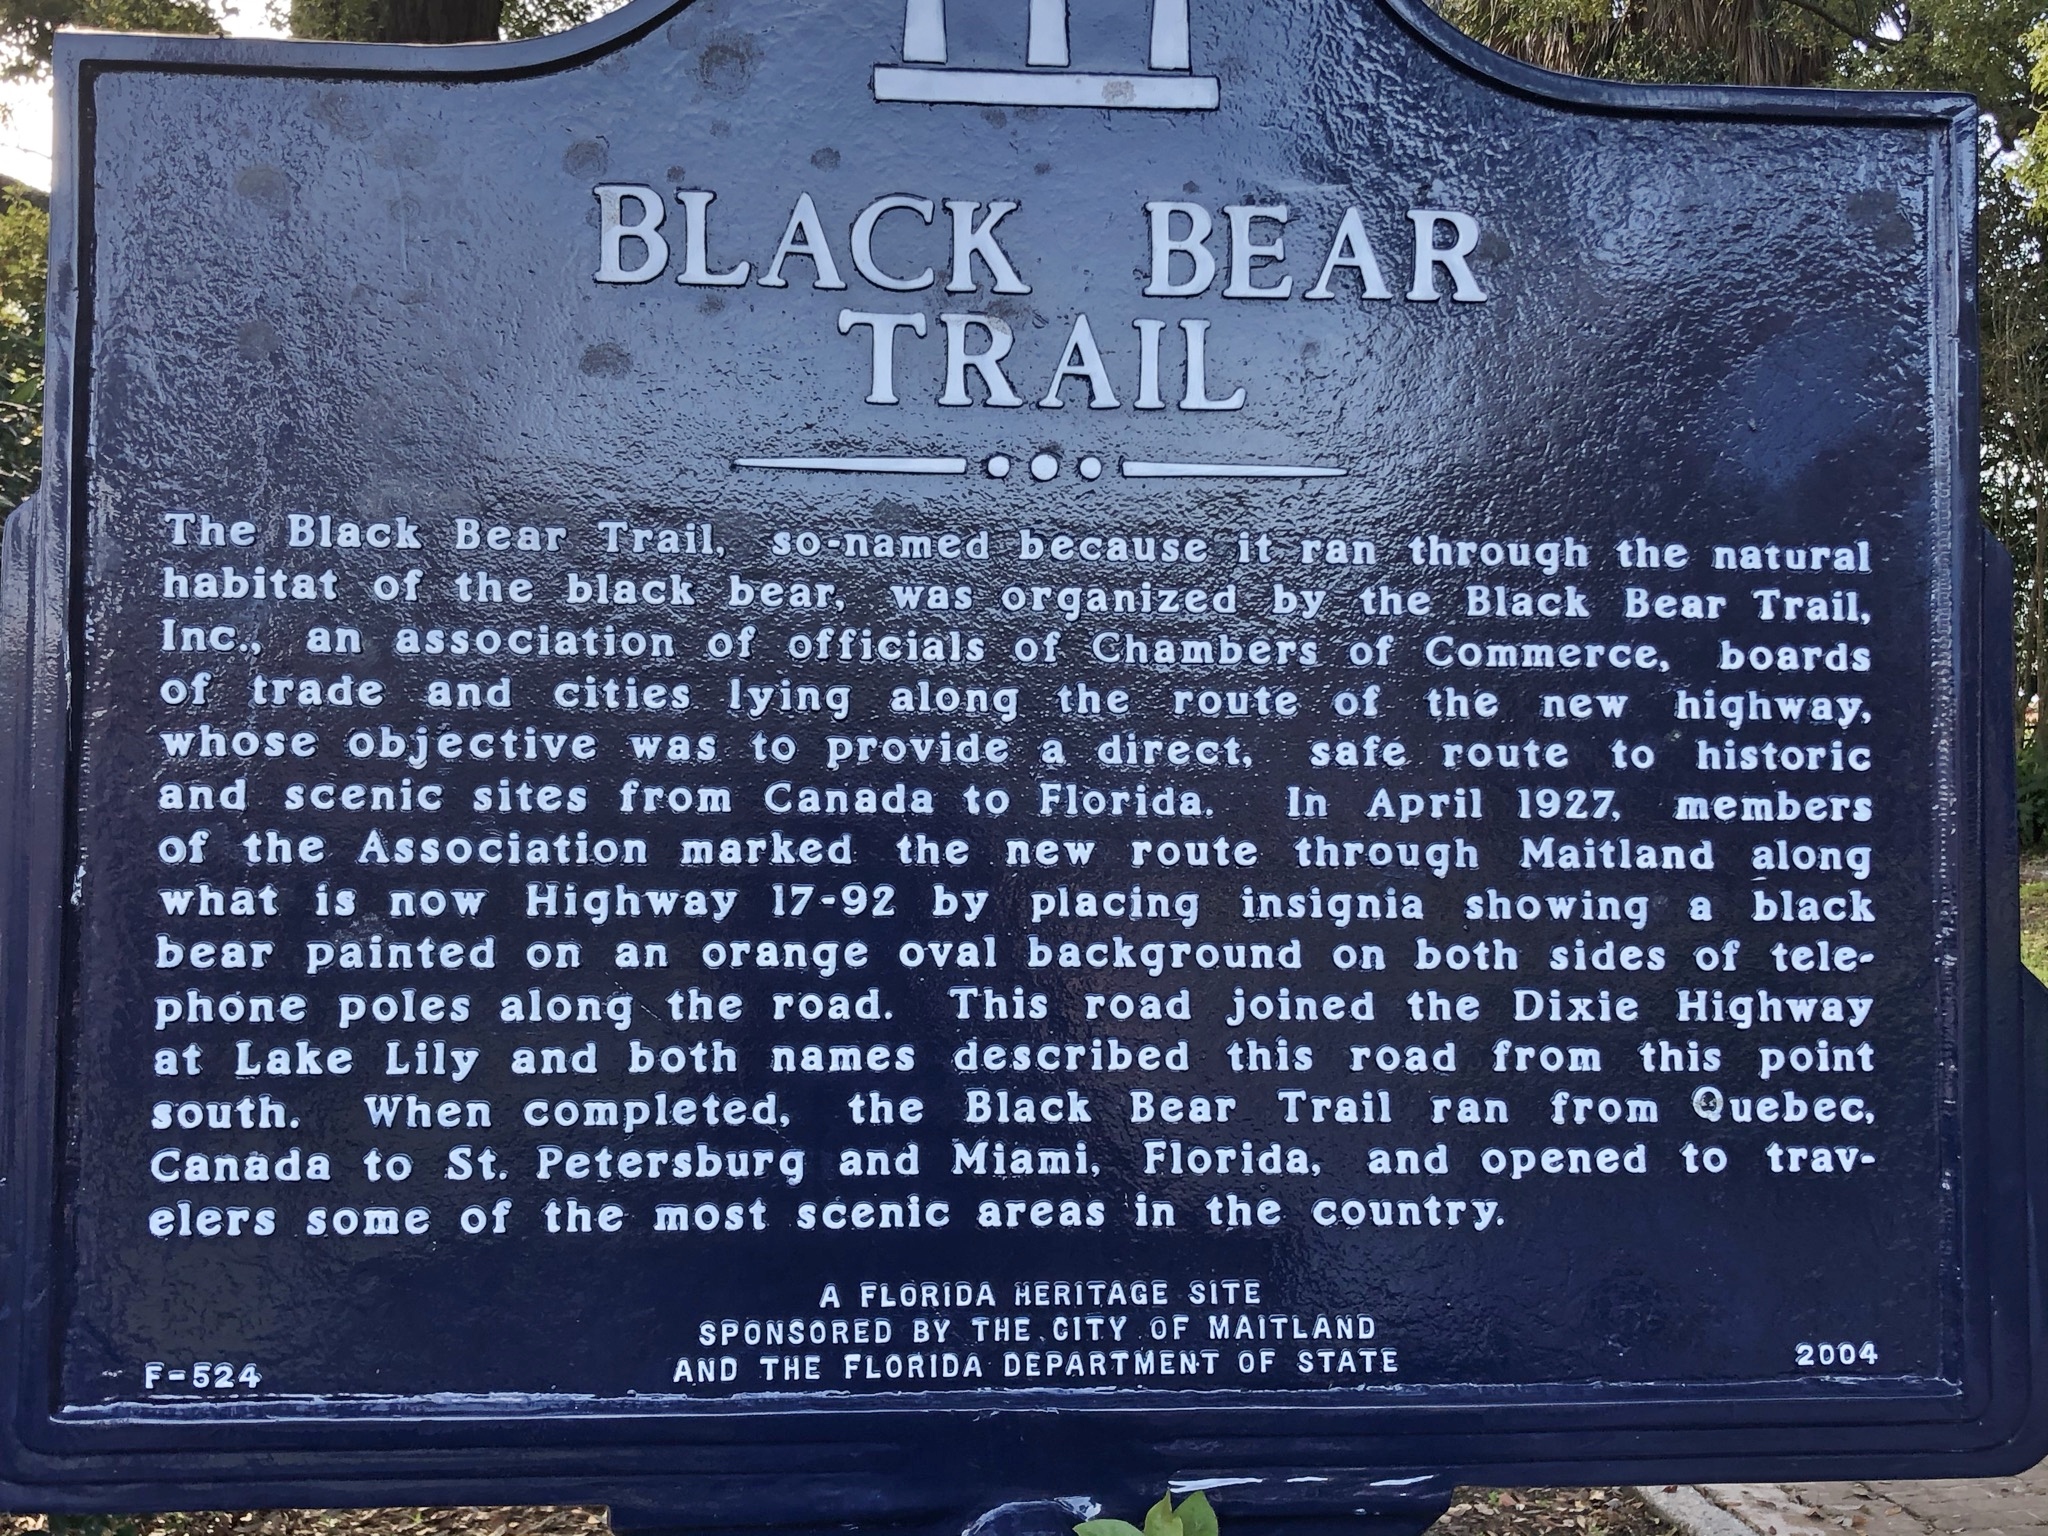 BLACK BEAR
TRAIL
The Black Bear Trail, so-named because it ran through the natural
habitat of the black bear, was organized by the Black Bear Trail,
Inc., an association of officials of Chambers of Commerce, boards
of trade and cities lying along the route of the new highway,
whose objective was to provide a direct, safe route to historic
and scenic sites from Canada to Florida. In April 1927, members
of the Association marked the new route through Maitland along
what is now Highway 17-92 by placing insignia showing a black
bear painted on an orange oval background on both sides of tele-
phone poles along the road. This road joined the Dixie Highway
at Lake Lily and both names described this road from this point
south. When completed, the Black Bear Trail ran from Quebec,
Canada to St. Petersburg and Miami, Florida, and opened to trav-
elers some of the most scenic areas in the country.
A FLORIDA HERITAGE SITE
SPONSORED BY THE CITY OF MAITLAND
AND THE FLORIDA DEPARTMENT OF STATE
F-524
2004